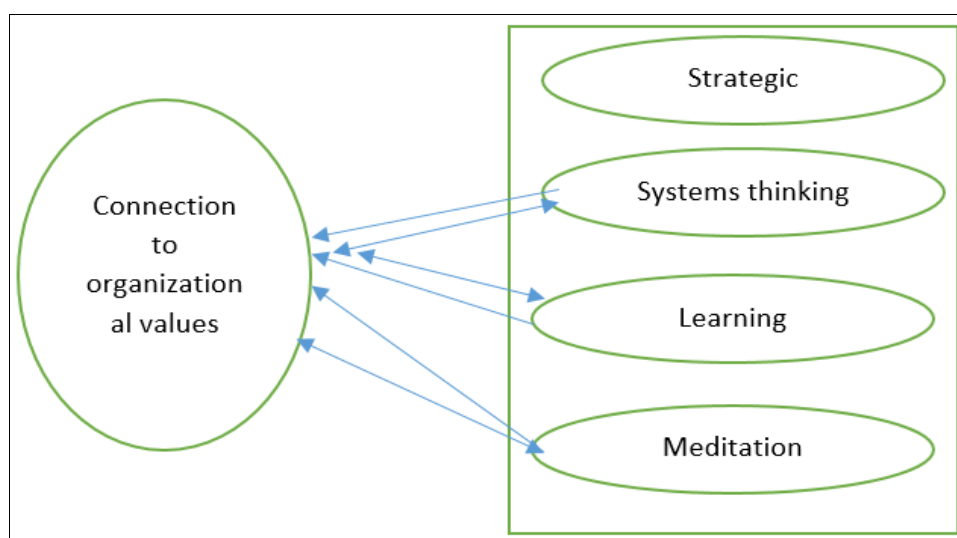 Connection
to
organization
al values
Strategic
Systems thinking
Learning
Meditation